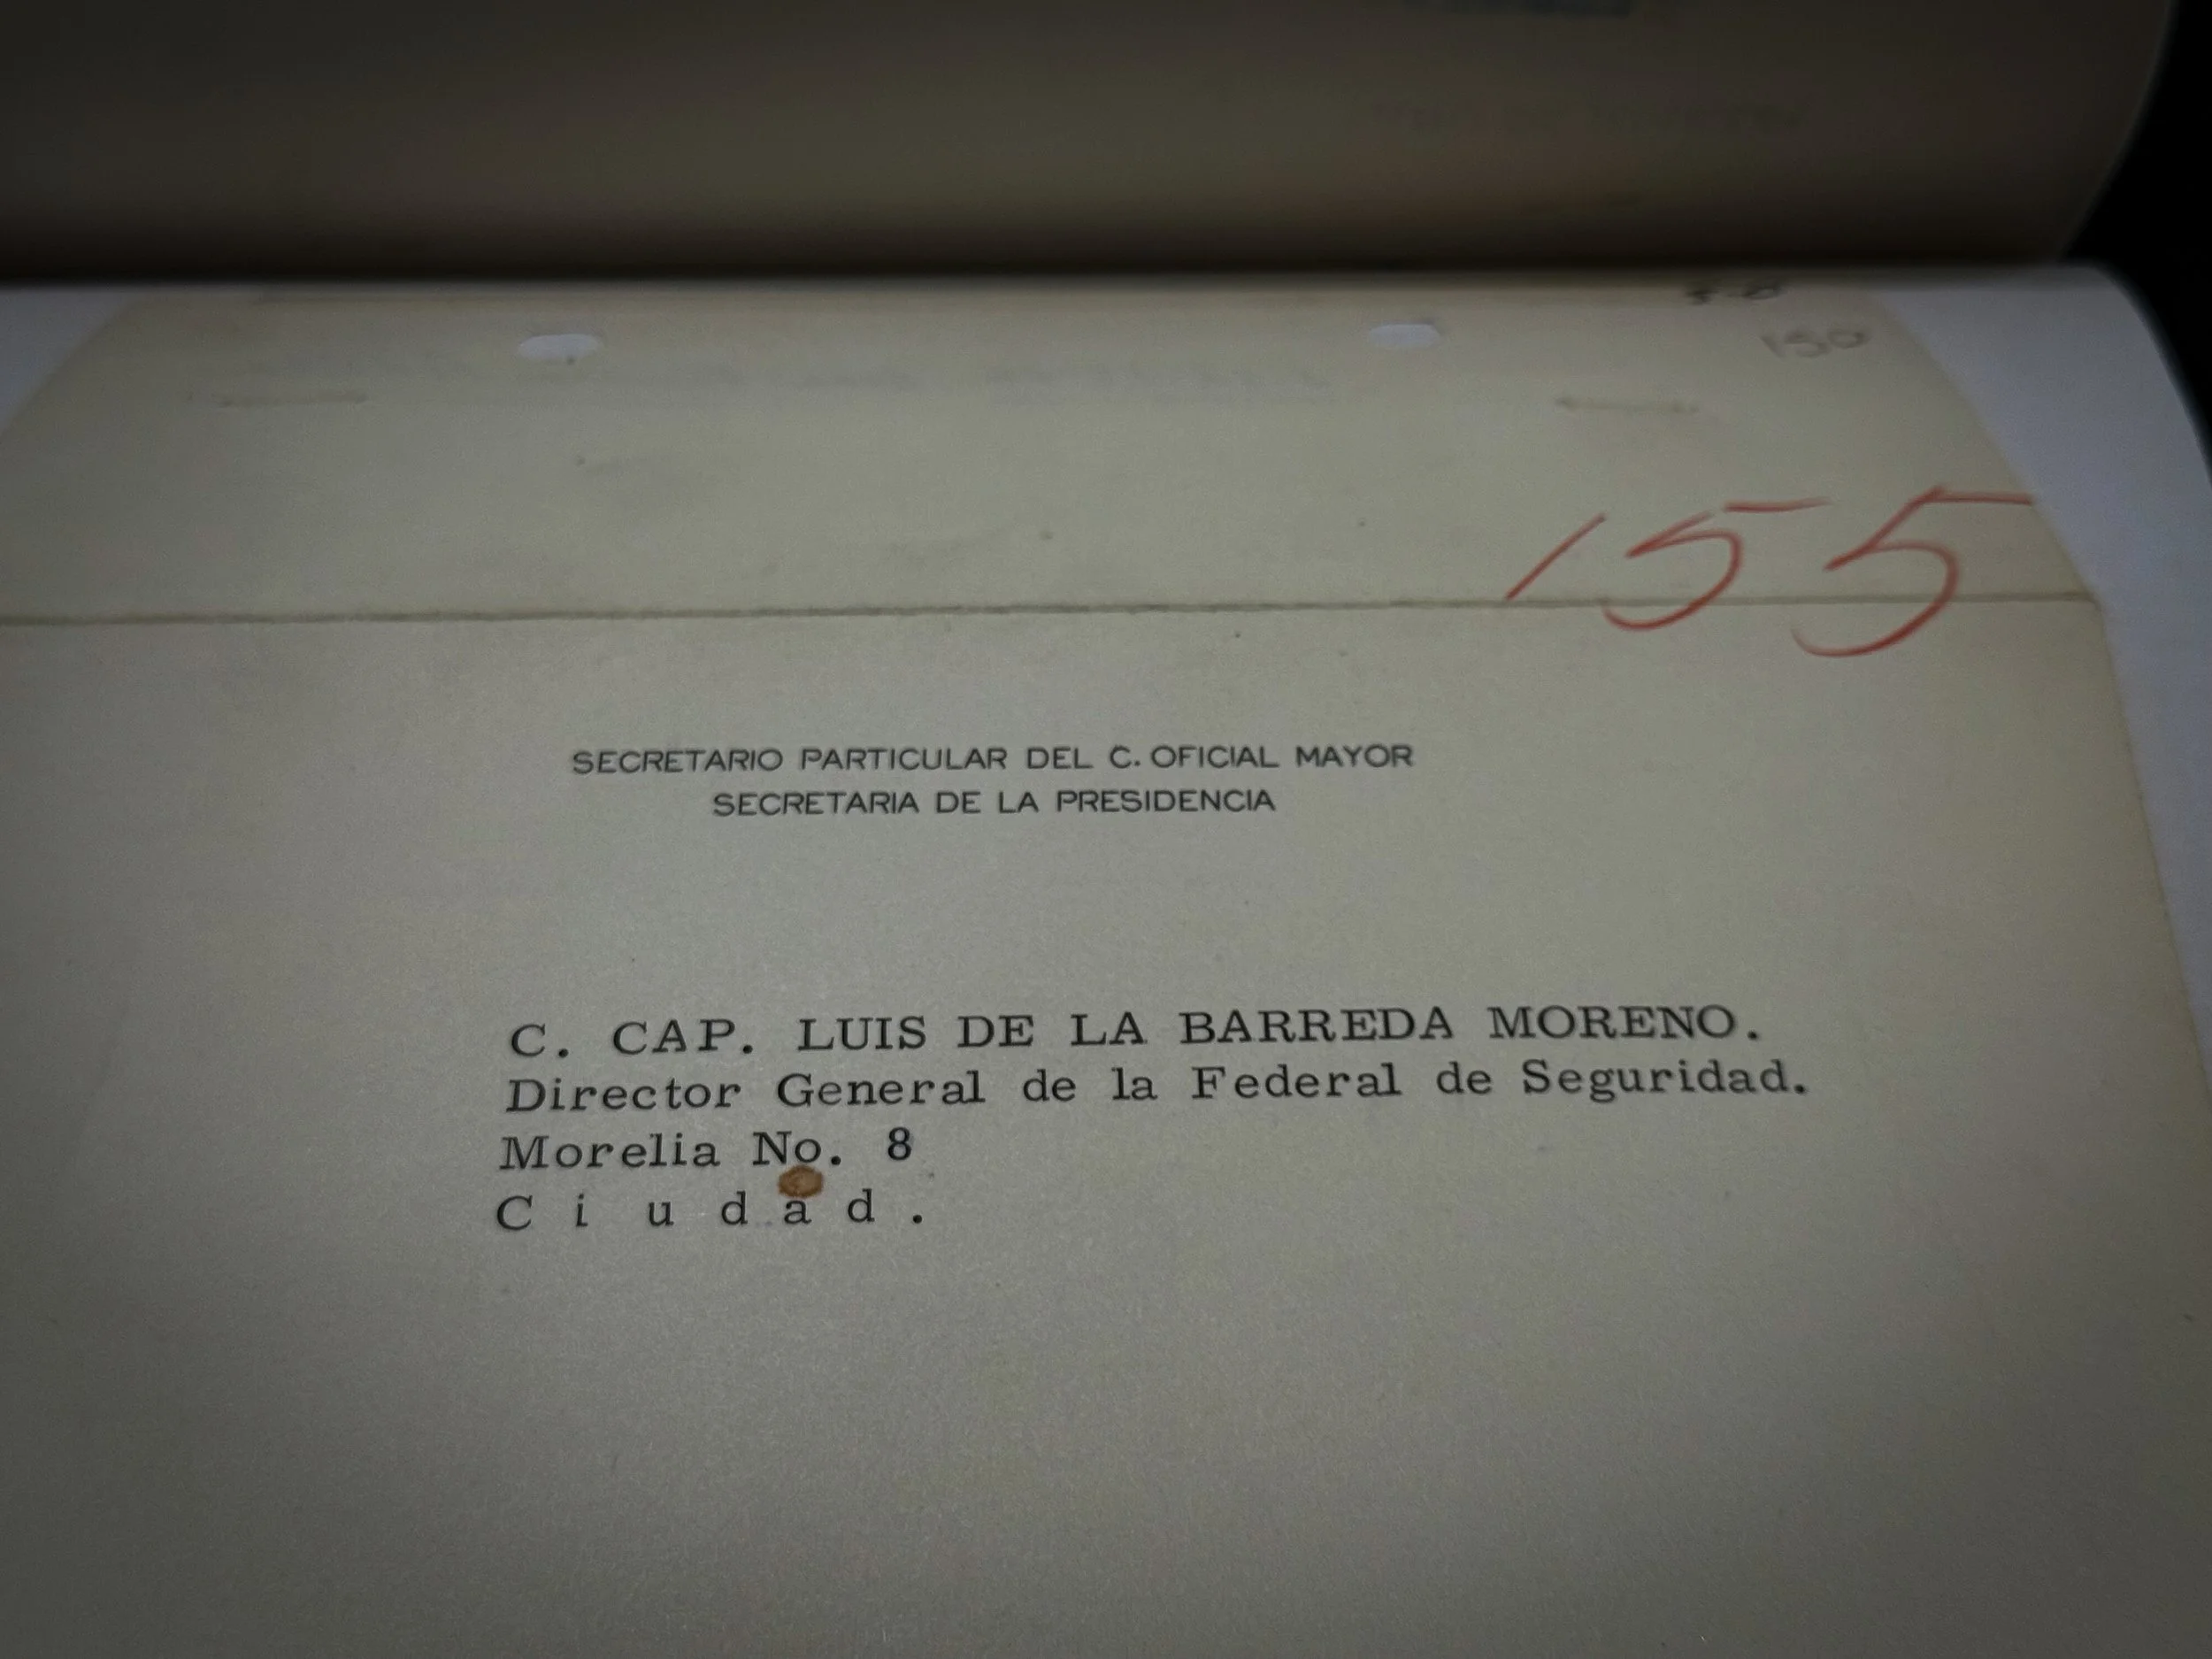 150
155
SECRETARIO PARTICULAR DEL C. OFICIAL MAYOR
SECRETARIA DE LA PRESIDENCIA
C. CAP. LUIS DE LA BARREDA MORENO.
Director General de la Federal de Seguridad.
Morelia No. 8
C i u d a d .